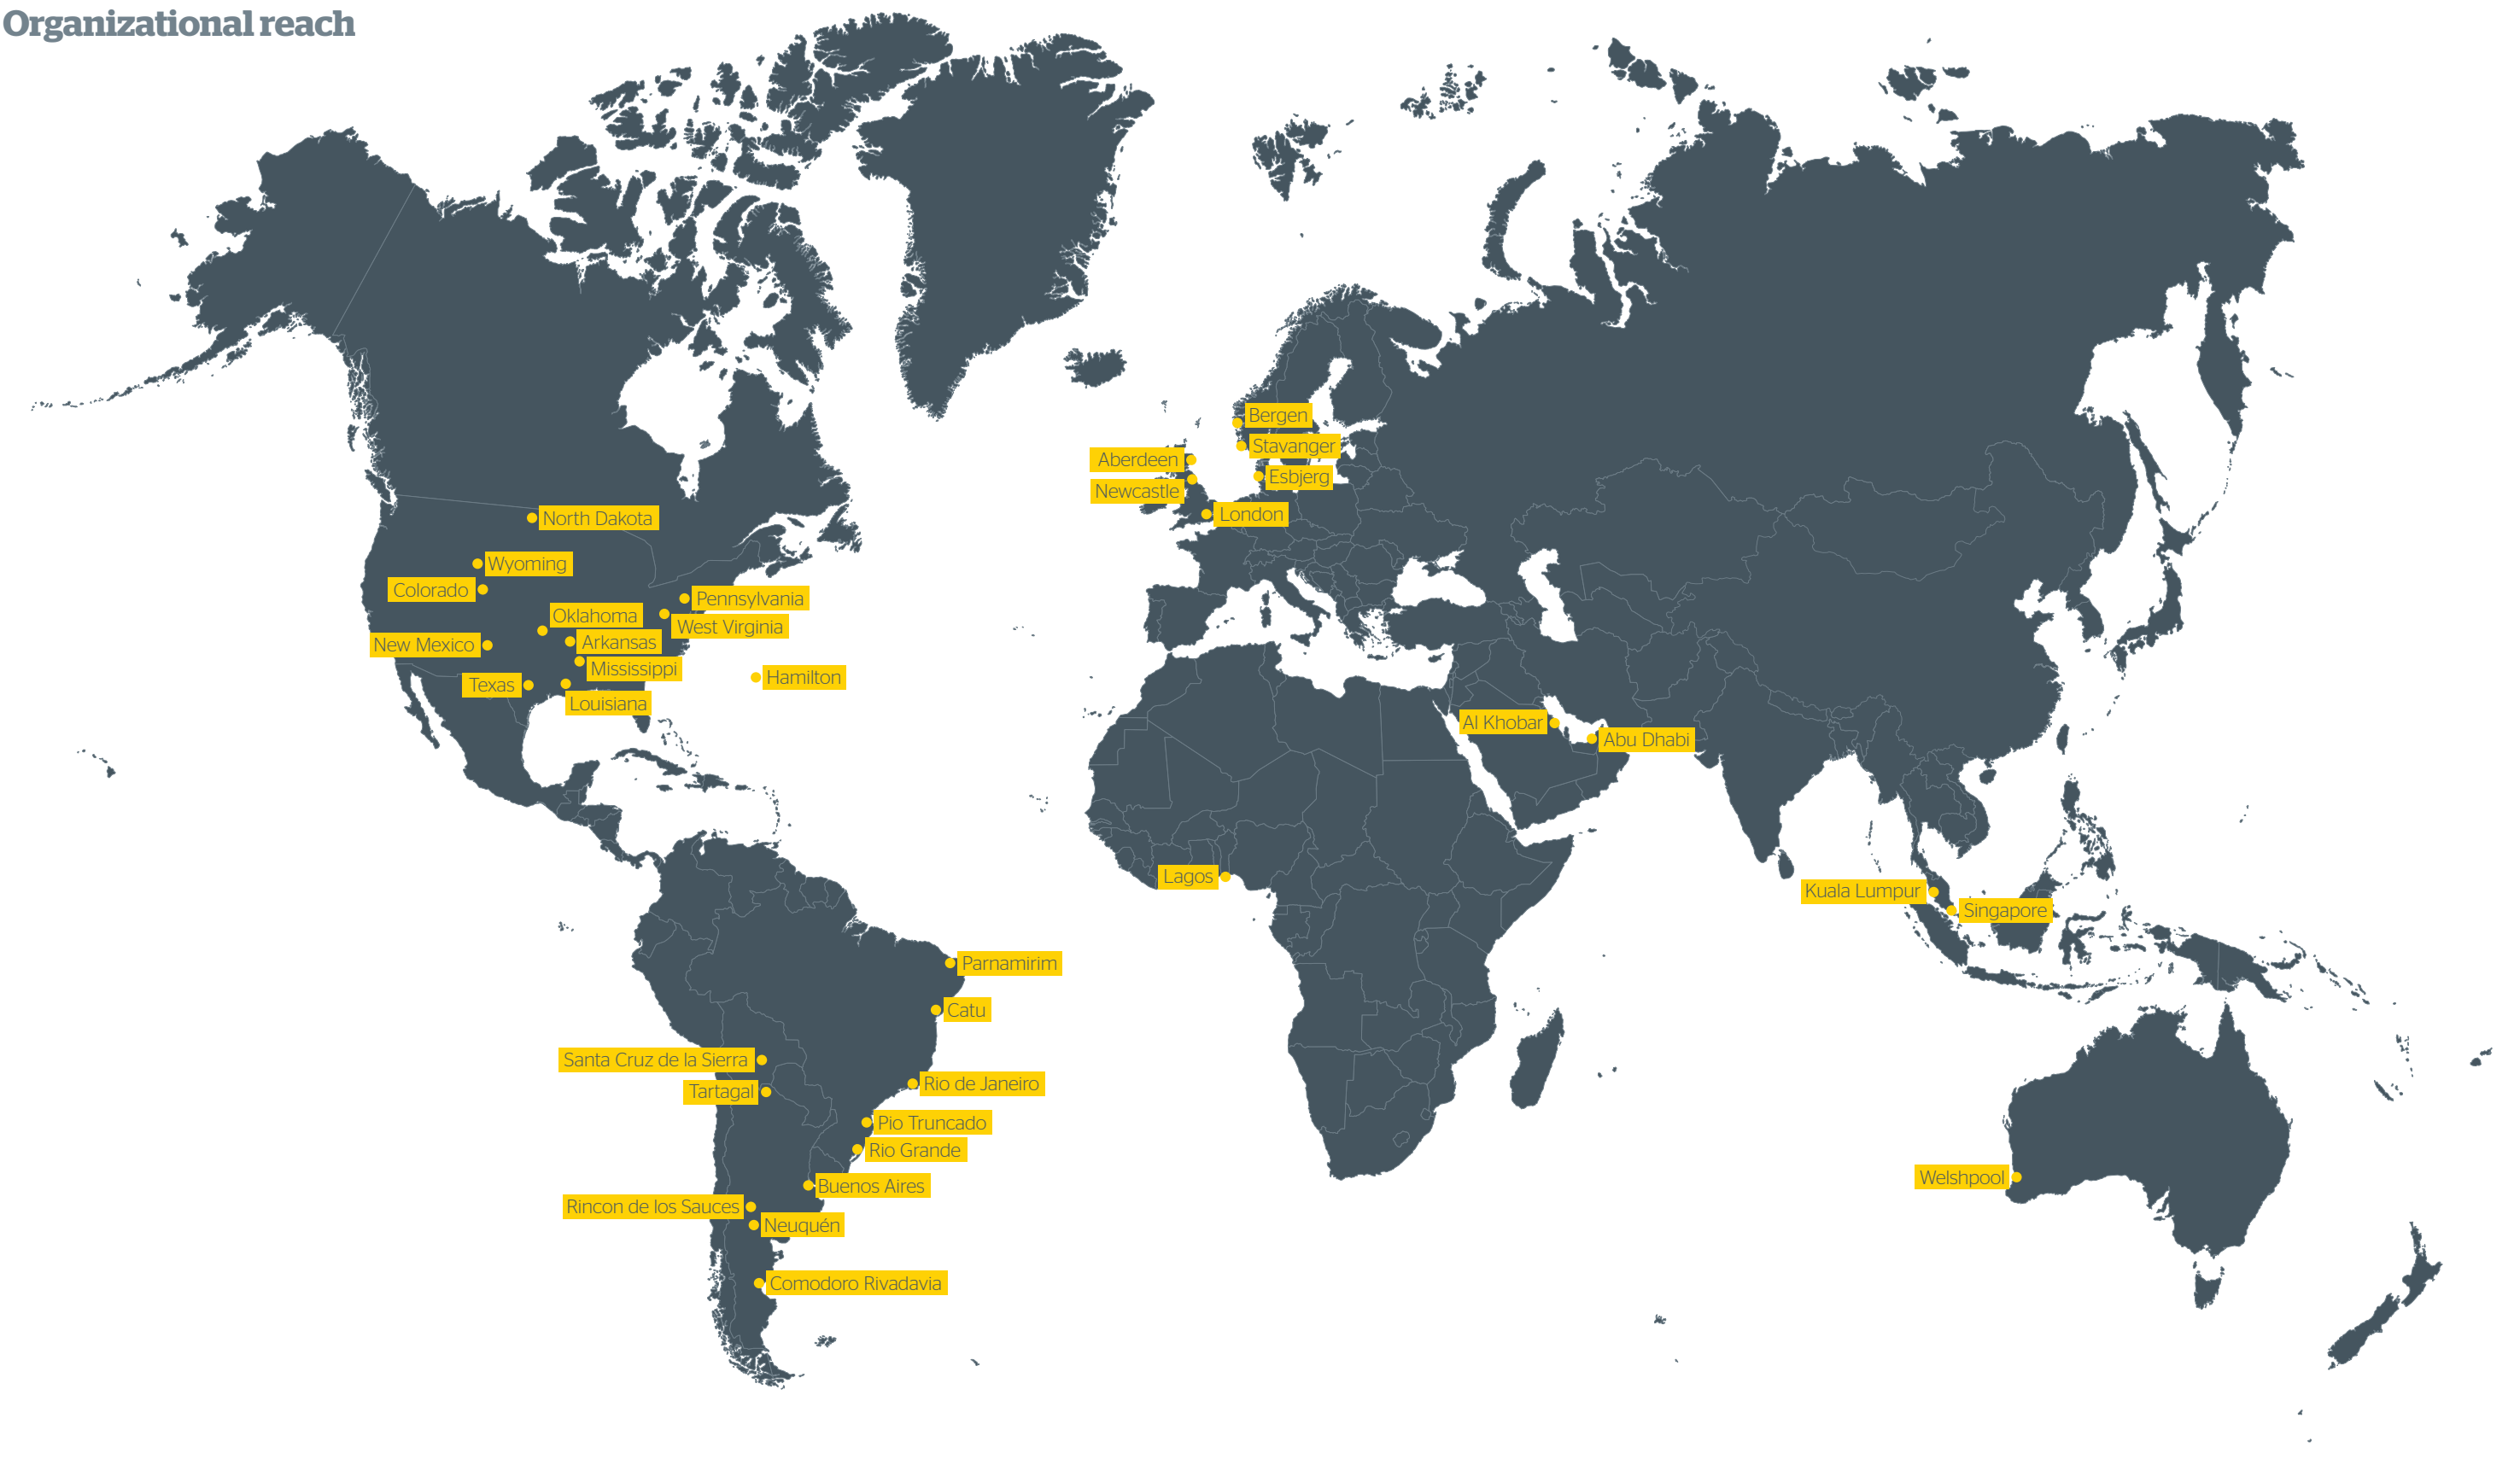 Organizational reach
Bergen
Stavanger
Aberdeen
Esbjerg
Newcastle
London
North Dakota
Wyoming
Colorado
Pennsylvania
Oklahoma
West Virginia
Arkansas
New Mexico
Mississippi
Hamilton
Texas
Louisiana
Al Khobar
Abu Dhabi
Lagos
Kuala Lumpur
Singapore
Parnamirim
Catu
Santa Cruz de la Sierra
Rio de Janeiro
Tartagal
Pio Truncado
Rio Grande
Welshpool
Buenos Aires
Rincon de los Sauces
Neuquén
Comodoro Rivadavia